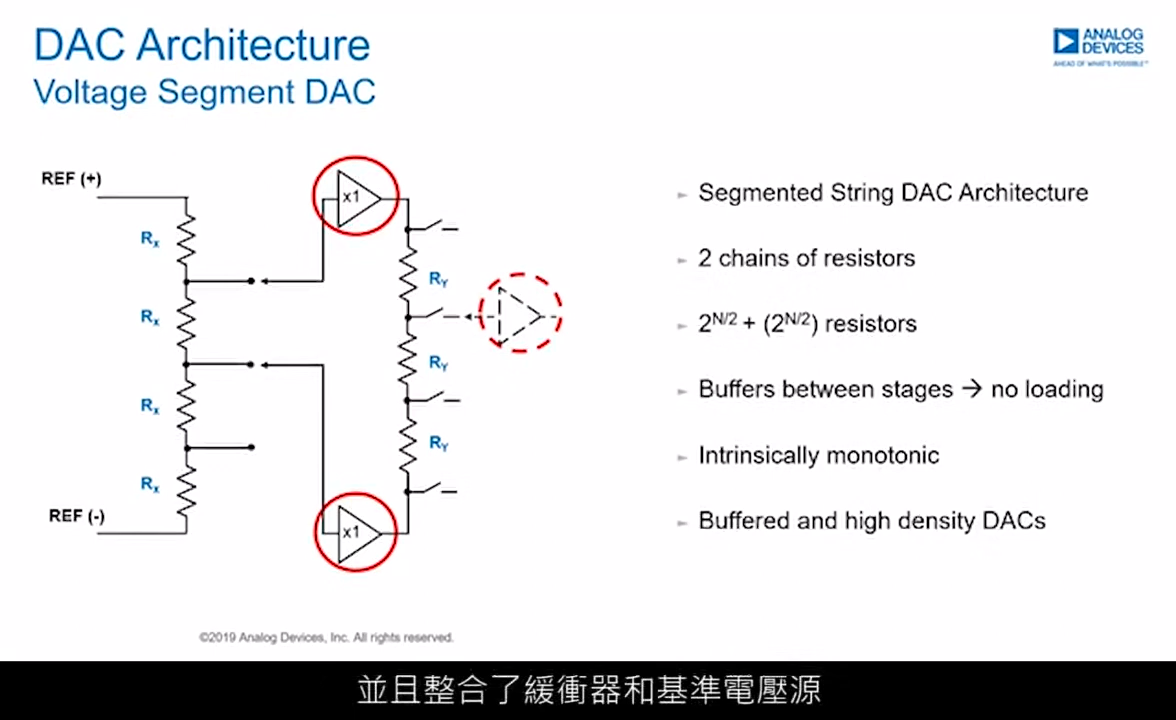 DAC Architecture
Voltage Segment DAC
ANALOG
DEVICES
AHEAD OF WHAT'S POSSIBLE™
REF (+)
Rx
Rx
Rx
Rx
REF (-)
x1
x1
RY
RY
RY
Segmented String DAC Architecture
2 chains of resistors
2^N/2 + (2^N/2) resistors
Buffers between stages → no loading
Intrinsically monotonic
Buffered and high density DACs
©2019 Analog Devices, Inc. All rights reserved.
並且整合了緩衝器和基準電壓源